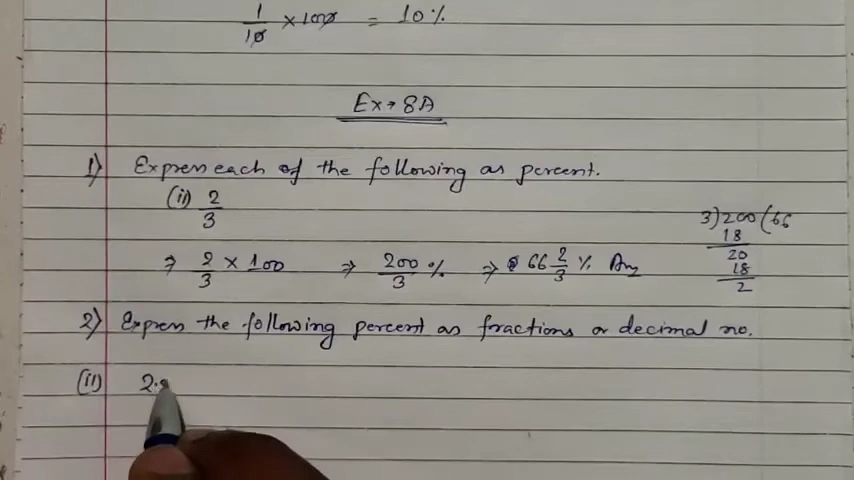 1/10 × 100 = 10%
Ex → 8A
1) Express each of the following as percent.
(ii) 2/3
⇒ 2/3 × 100 ⇒ 200/3 % ⇒ 66 2/3 % Ans
3) 200 (66
18
20
18
2
2) Express the following percent as fractions or decimal no.
(ii) 2.